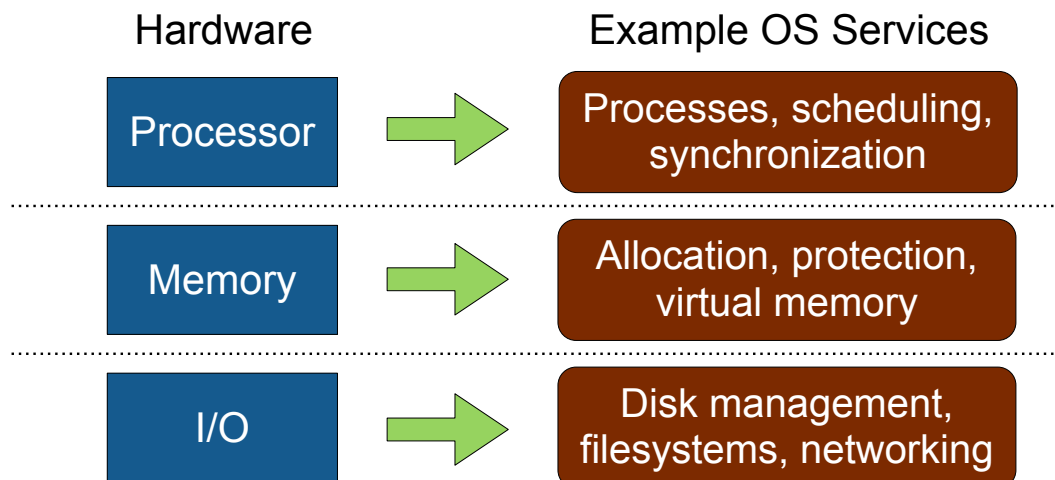 Hardware
Example OS Services
Processor
Processes, scheduling,
synchronization
Memory
Allocation, protection,
virtual memory
I/O
Disk management,
filesystems, networking